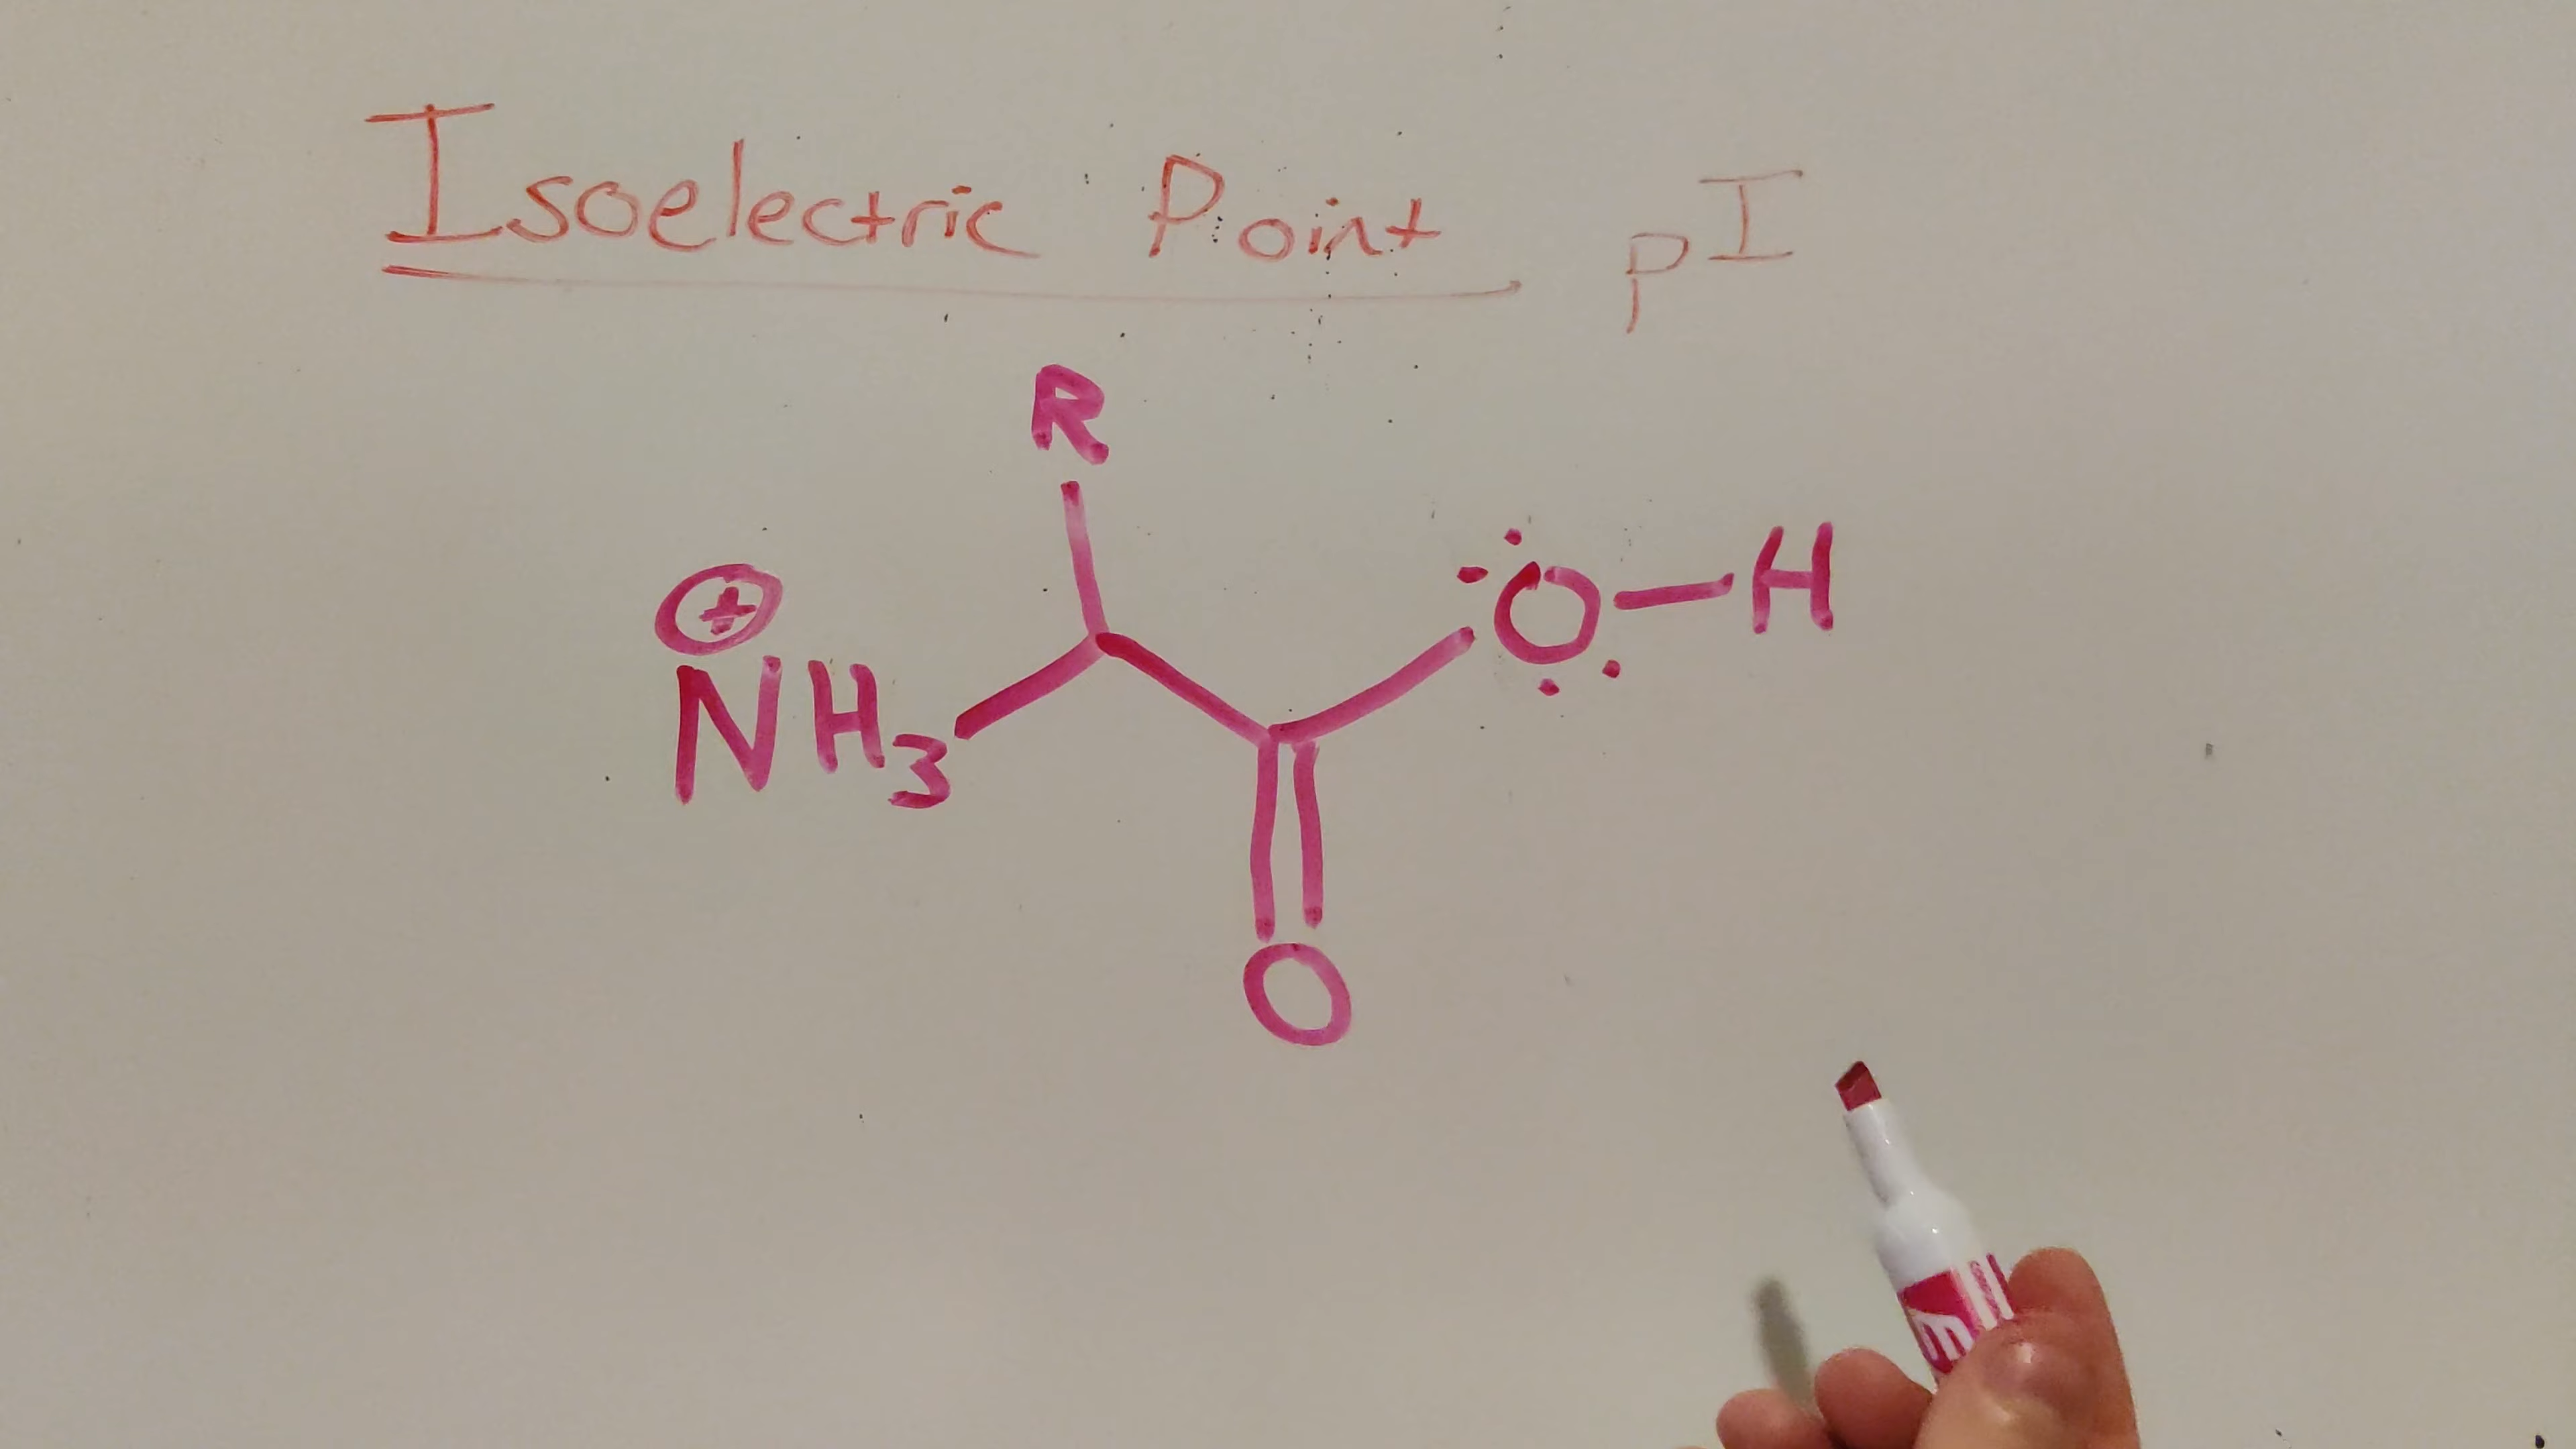 Isoelectric Point pI
R
⊕
NH3
O-H
O